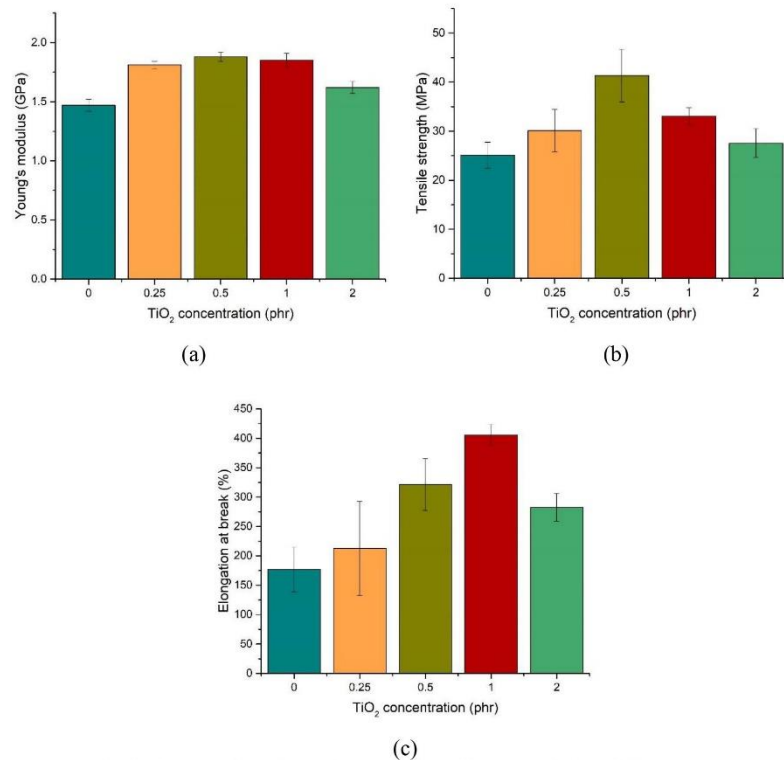 Young's modulus (GPa)
2.0
1.5
1.0
0.5
0.0
0 0.25 0.5 1 2
TiO₂ concentration (phr)
(a)
Tensile strength (MPa)
50
40
30
20
10
0
0 0.25 0.5 1 2
TiO₂ concentration (phr)
(b)
Elongation at break (%)
450
400
350
300
250
200
150
100
50
0
0 0.25 0.5 1 2
TiO₂ concentration (phr)
(c)